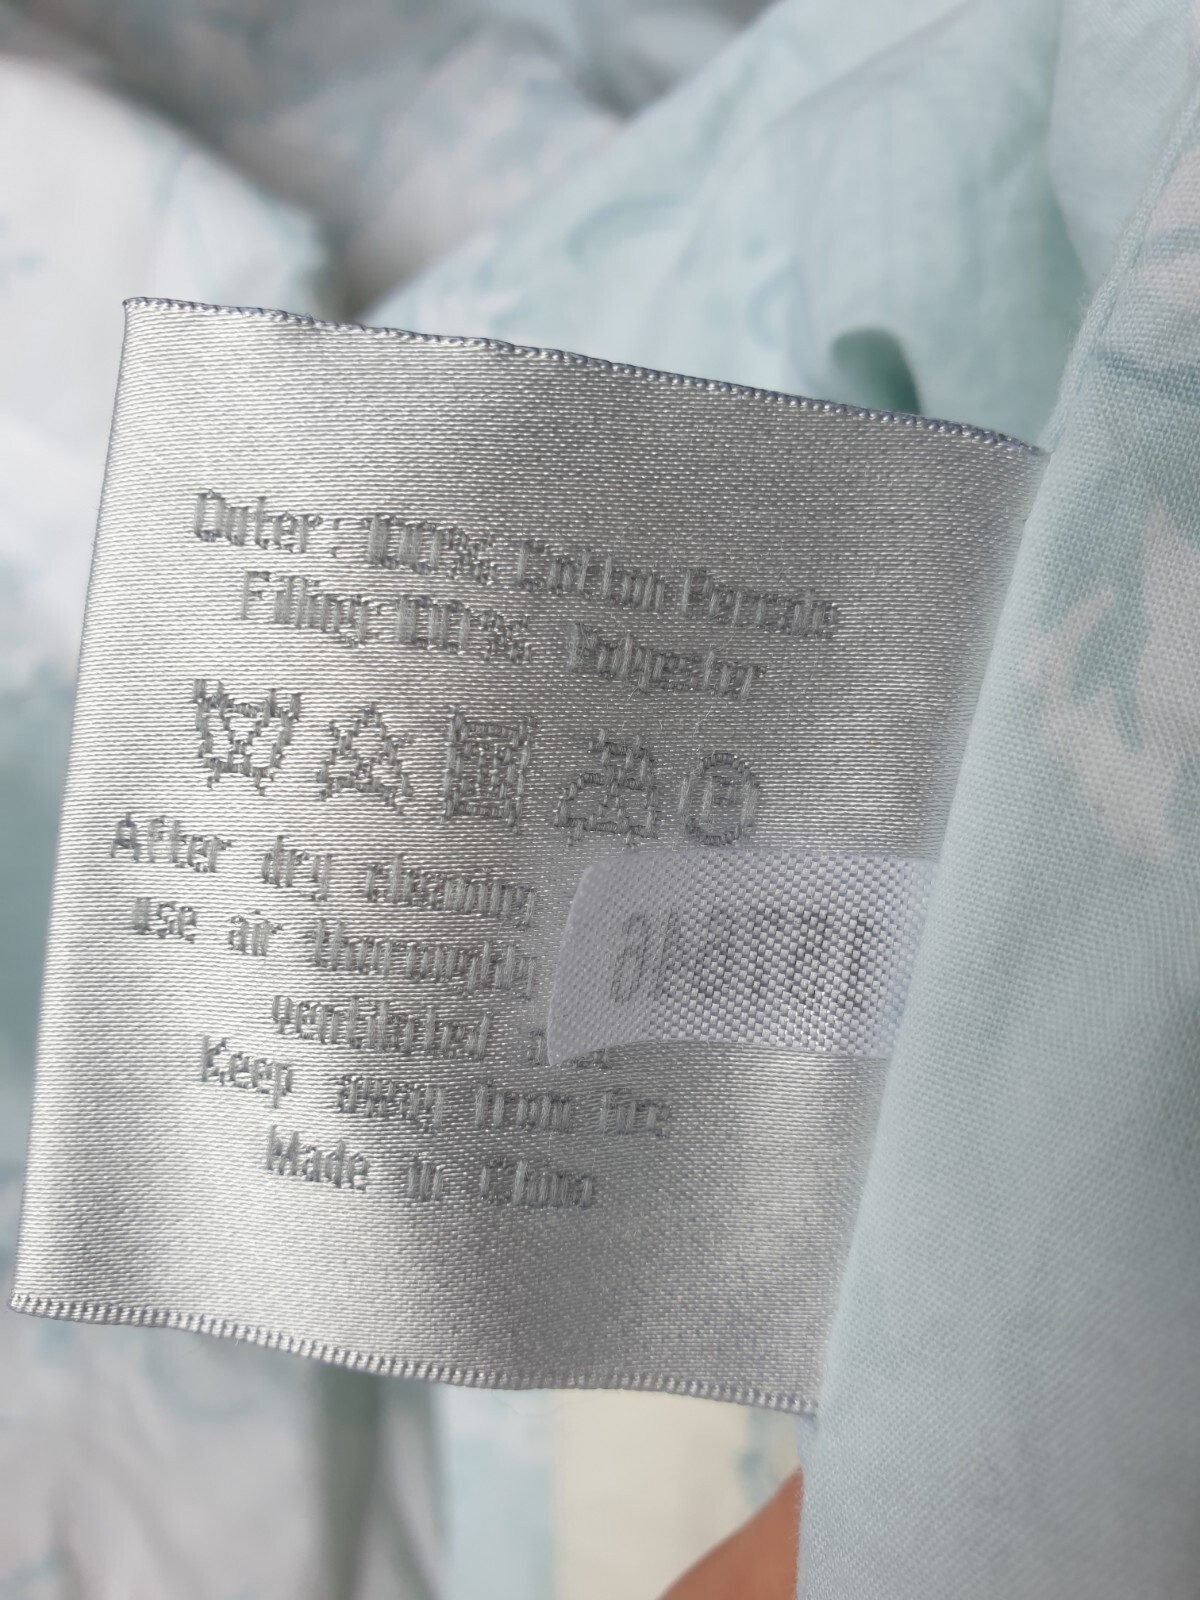 Outer: 100% Cotton Percale
Filling 100% Polyester
P
After dry cleaning
use air thoroughly
ventilated
Keep away from fire
Made in China